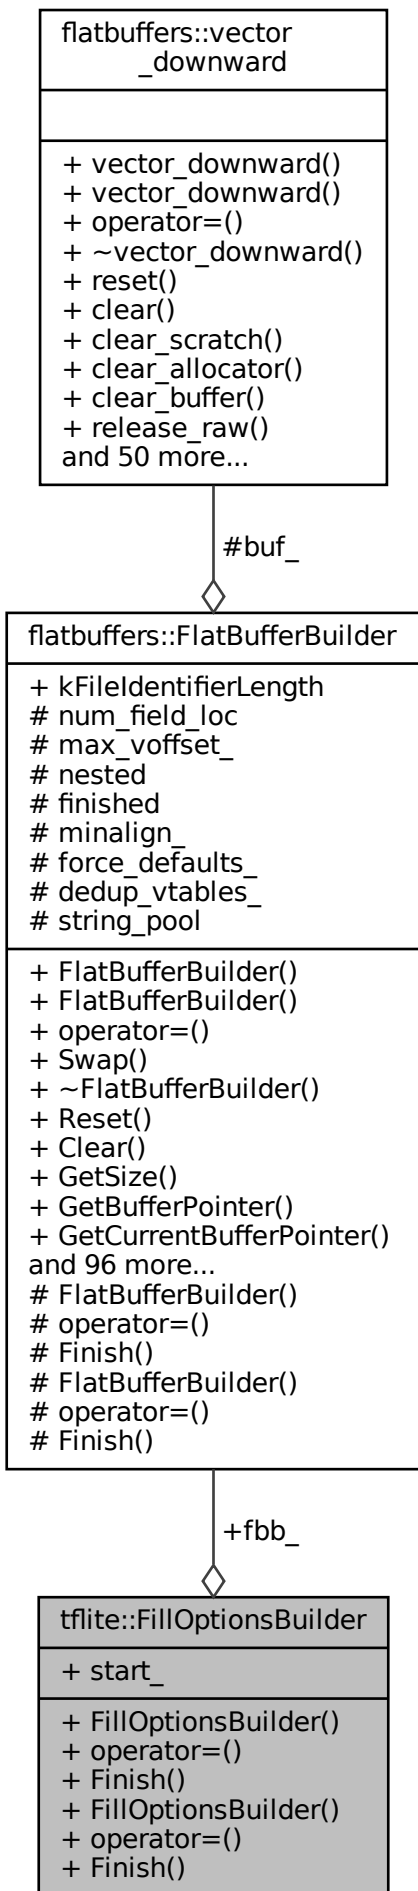 flatbuffers::vector
_downward
+ vector_downward()
+ vector_downward()
+ operator=()
+ ~vector_downward()
+ reset()
+ clear()
+ clear_scratch()
+ clear_allocator()
+ clear_buffer()
+ release_raw()
and 50 more...
#buf_
flatbuffers::FlatBufferBuilder
+ kFileIdentifierLength
# num_field_loc
# max_voffset_
# nested
# finished
# minalign_
# force_defaults_
# dedup_vtables_
# string_pool
+ FlatBufferBuilder()
+ FlatBufferBuilder()
+ operator=()
+ Swap()
+ ~FlatBufferBuilder()
+ Reset()
+ Clear()
+ GetSize()
+ GetBufferPointer()
+ GetCurrentBufferPointer()
and 96 more...
# FlatBufferBuilder()
# operator=()
# Finish()
# FlatBufferBuilder()
# operator=()
# Finish()
+fbb_
tflite::FillOptionsBuilder
+ start_
+ FillOptionsBuilder()
+ operator=()
+ Finish()
+ FillOptionsBuilder()
+ operator=()
+ Finish()